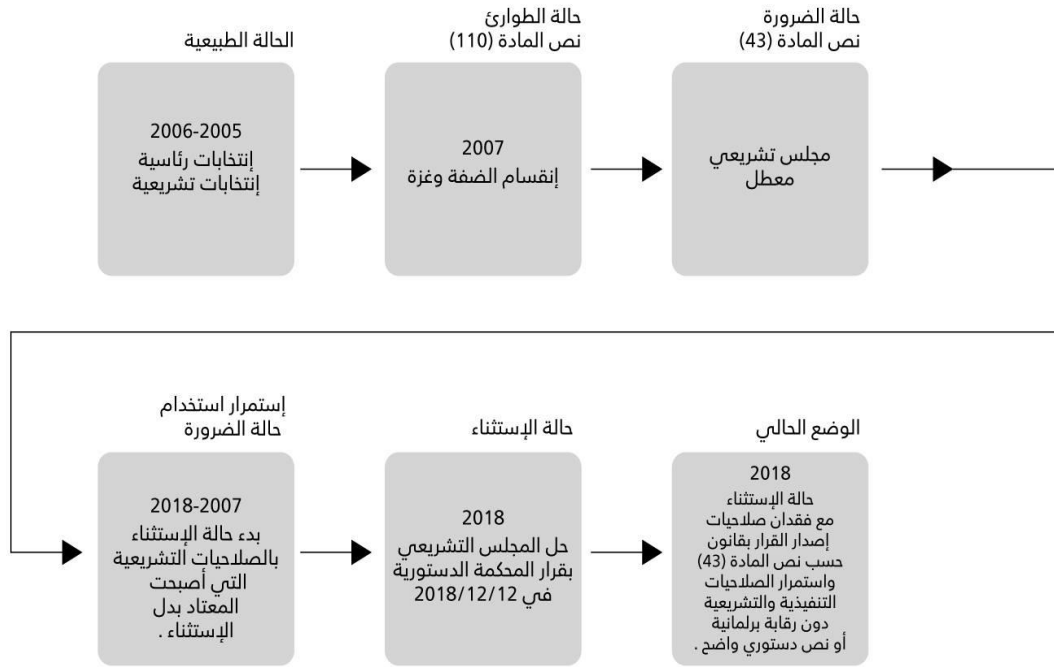 الحالة الطبيعية
2006-2005
إنتخابات رئاسية
إنتخابات تشريعية
حالة الطوارئ
نص المادة (110)
2007
إنقسام الضفة وغزة
حالة الضرورة
نص المادة (43)
مجلس تشريعي
معطل
إستمرار استخدام
حالة الضرورة
2018-2007
بدء حالة الإستثناء
بالصلاحيات التشريعية
التي أصبحت
المعتاد بدل
الإستثناء .
حالة الإستثناء
2018
حل المجلس التشريعي
بقرار المحكمة الدستورية
في 2018/12/12
الوضع الحالي
2018
حالة الإستثناء
مع فقدان صلاحيات
إصدار القرار بقانون
حسب نص المادة (43)
واستمرار الصلاحيات
التنفيذية والتشريعية
دون رقابة برلمانية
أو نص دستوري واضح .